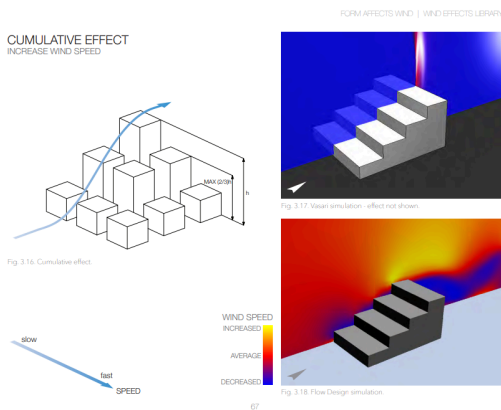 FORM AFFECTS WIND | WIND EFFECTS LIBRARY
CUMULATIVE EFFECT
INCREASE WIND SPEED
MAX (2/3)h
h
Fig. 3.16. Cumulative effect.
Fig. 3.17. Vasari simulation - effect not shown.
slow
fast
SPEED
WIND SPEED
INCREASED
AVERAGE
DECREASED
Fig. 3.18. Flow Design simulation.
67